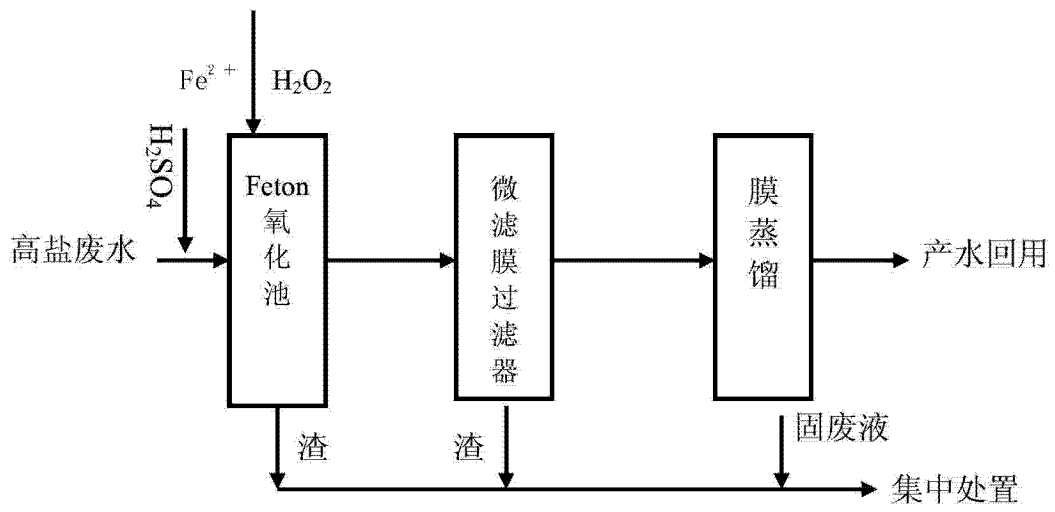 Fe²⁺ H₂O₂
H₂SO₄
高盐废水
Feton
氧化池
微滤膜过滤器
膜蒸馏
产水回用
渣
渣
固废液
集中处置